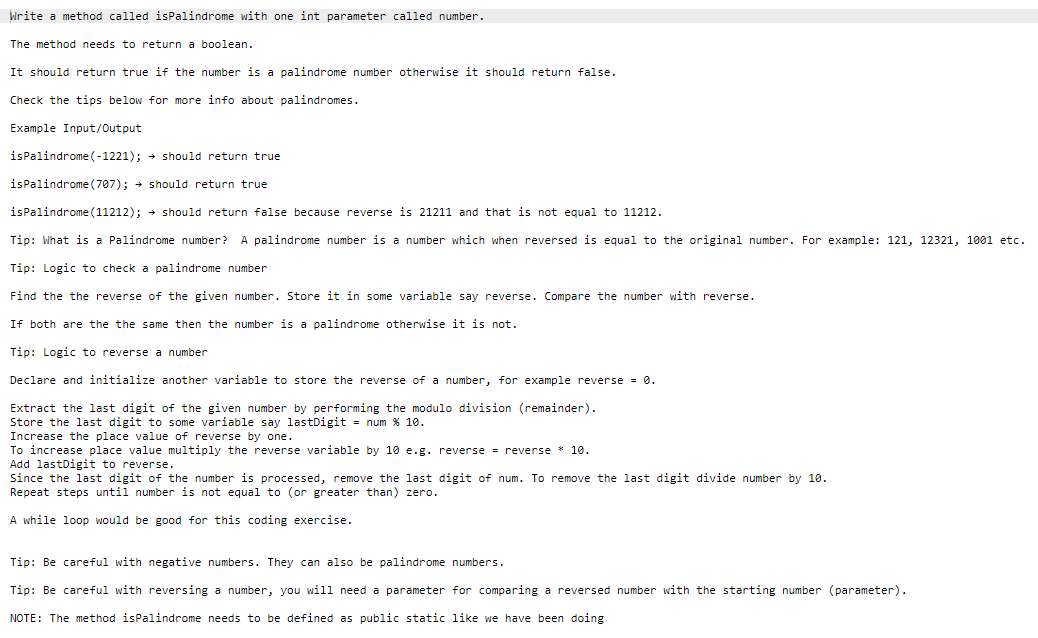 Write a method called isPalindrome with one int parameter called number.
The method needs to return a boolean.
It should return true if the number is a palindrome number otherwise it should return false.
Check the tips below for more info about palindromes.
Example Input/Output
isPalindrome(-1221); → should return true
isPalindrome(707); → should return true
isPalindrome(11212); → should return false because reverse is 21211 and that is not equal to 11212.
Tip: What is a Palindrome number?  A palindrome number is a number which when reversed is equal to the original number. For example: 121, 12321, 1001 etc.
Tip: Logic to check a palindrome number
Find the the reverse of the given number. Store it in some variable say reverse. Compare the number with reverse.
If both are the the same then the number is a palindrome otherwise it is not.
Tip: Logic to reverse a number
Declare and initialize another variable to store the reverse of a number, for example reverse = 0.
Extract the last digit of the given number by performing the modulo division (remainder).
Store the last digit to some variable say lastDigit = num % 10.
Increase the place value of reverse by one.
To increase place value multiply the reverse variable by 10 e.g. reverse = reverse * 10.
Add lastDigit to reverse.
Since the last digit of the number is processed, remove the last digit of num. To remove the last digit divide number by 10.
Repeat steps until number is not equal to (or greater than) zero.
A while loop would be good for this coding exercise.
Tip: Be careful with negative numbers. They can also be palindrome numbers.
Tip: Be careful with reversing a number, you will need a parameter for comparing a reversed number with the starting number (parameter).
NOTE: The method isPalindrome needs to be defined as public static like we have been doing